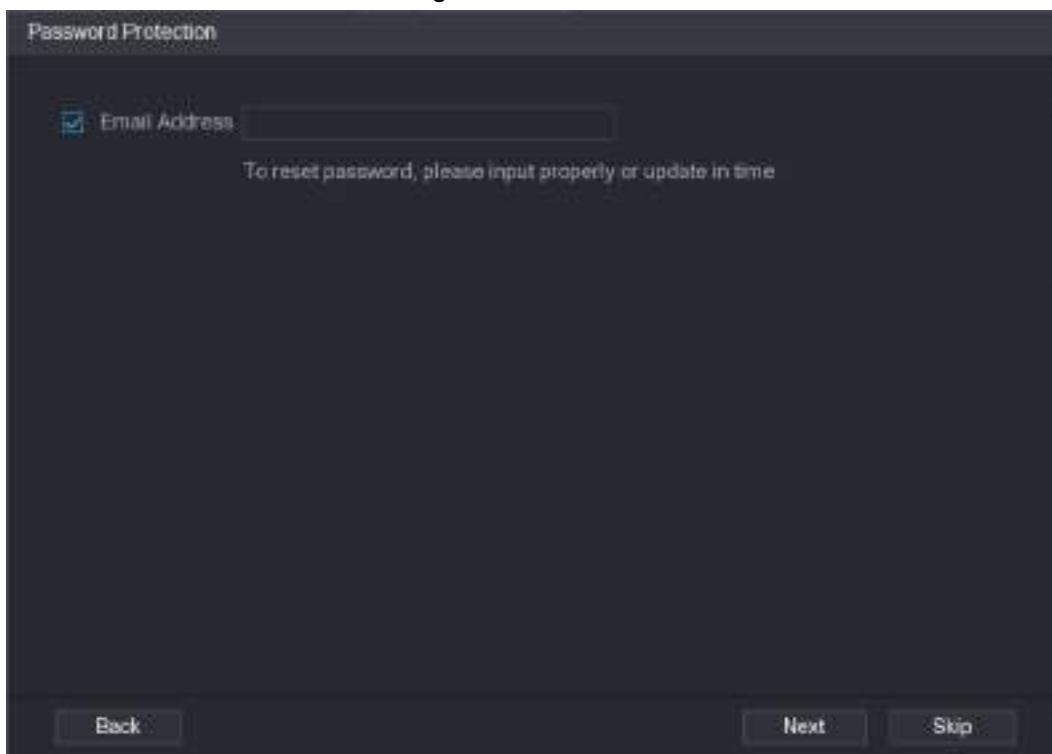 Password Protection
Email Address
To reset password, please input properly or update in time
Back Next Skip